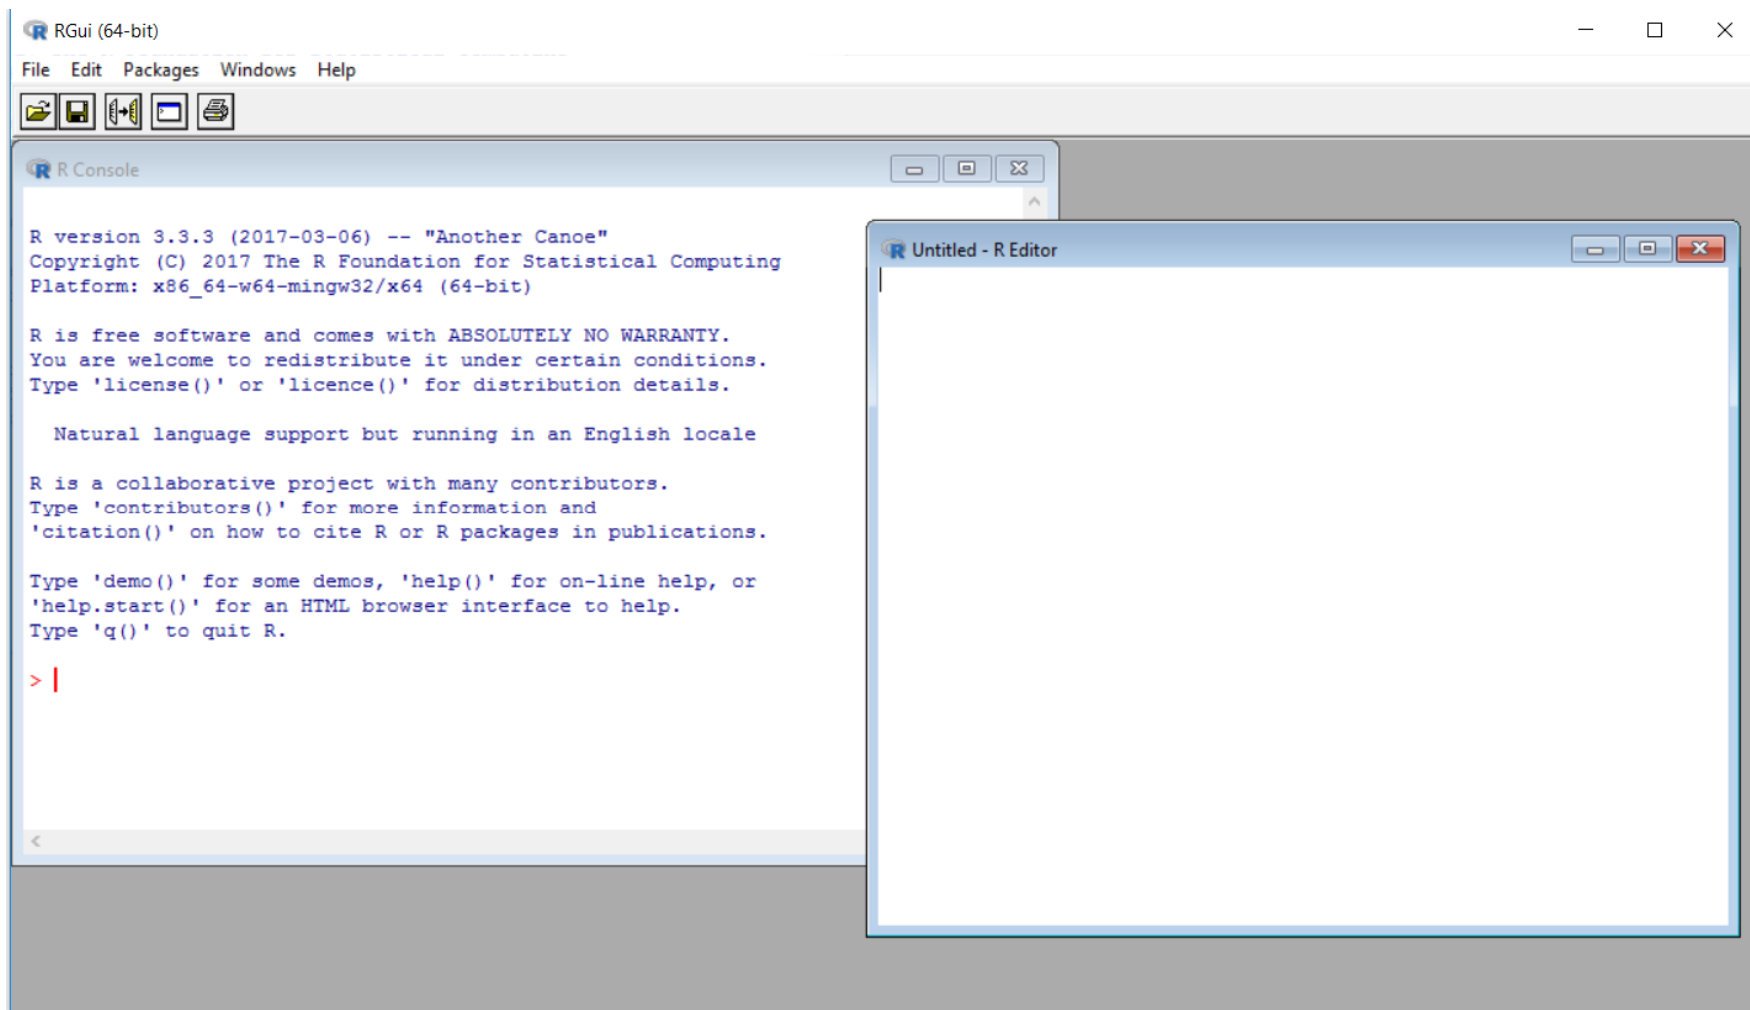 RGui (64-bit)
File Edit Packages Windows Help
R Console
R version 3.3.3 (2017-03-06) -- "Another Canoe"
Copyright (C) 2017 The R Foundation for Statistical Computing
Platform: x86_64-w64-mingw32/x64 (64-bit)
R is free software and comes with ABSOLUTELY NO WARRANTY.
You are welcome to redistribute it under certain conditions.
Type 'license()' or 'licence()' for distribution details.
Natural language support but running in an English locale
R is a collaborative project with many contributors.
Type 'contributors()' for more information and
'citation()' on how to cite R or R packages in publications.
Type 'demo()' for some demos, 'help()' for on-line help, or
'help.start()' for an HTML browser interface to help.
Type 'q()' to quit R.
>
Untitled - R Editor